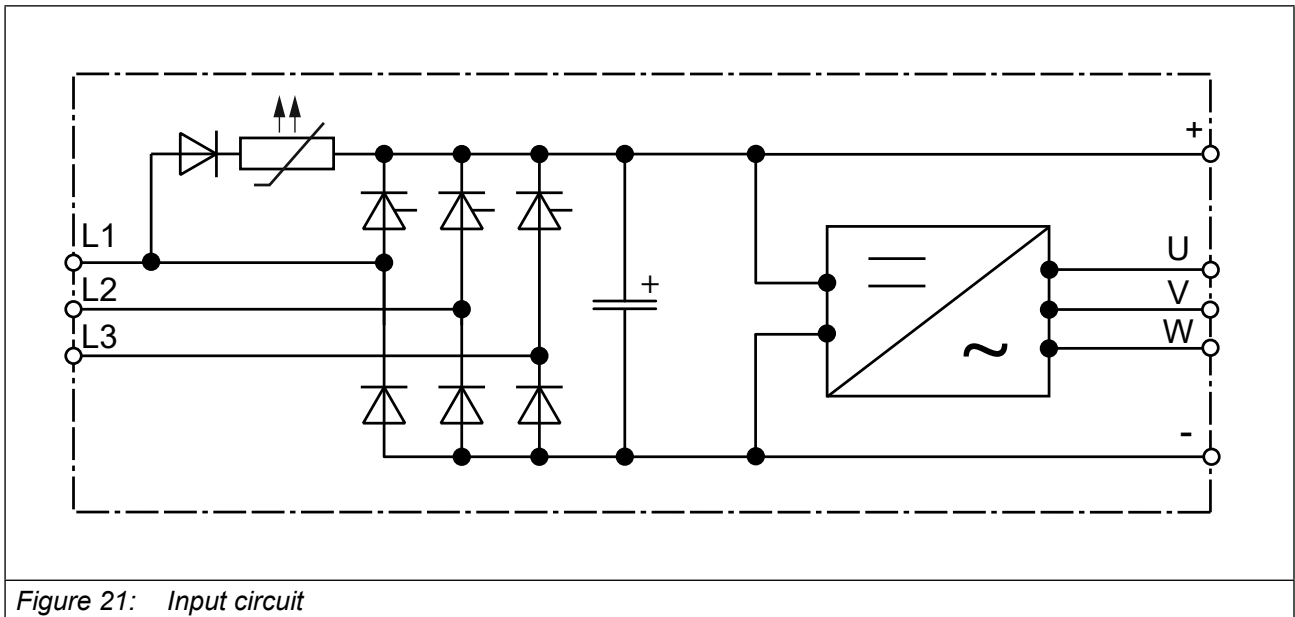 +
L1
L2
L3
+
U
V
W
~
-
Figure 21: Input circuit